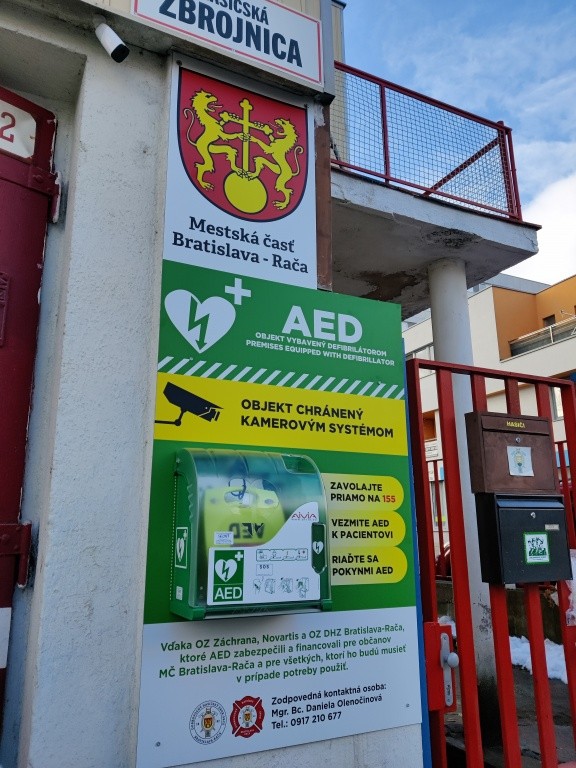 ZBROJNICA
2
Mestská časť
Bratislava - Rača
AED
OBJEKT VYBAVENÝ DEFIBRILÁTOROM
PREMISES EQUIPPED WITH DEFIBRILLATOR
OBJEKT CHRÁNENÝ
KAMEROVÝM SYSTÉMOM
ZAVOLAJTE
PRIAMO NA 155
VEZMITE AED
K PACIENTOVI
RIAĎTE SA
POKYNMI AED
AED
AIVIA
SOS
AED
HASIČI
Vďaka OZ Záchrana, Novartis a OZ DHZ Bratislava-Rača,
ktoré AED zabezpečili a financovali pre občanov
MČ Bratislava-Rača a pre všetkých, ktorí ho budú musieť
v prípade potreby použiť.
Zodpovedná kontaktná osoba:
Mgr. Bc. Daniela Olenočinová
Tel.: 0917 210 677